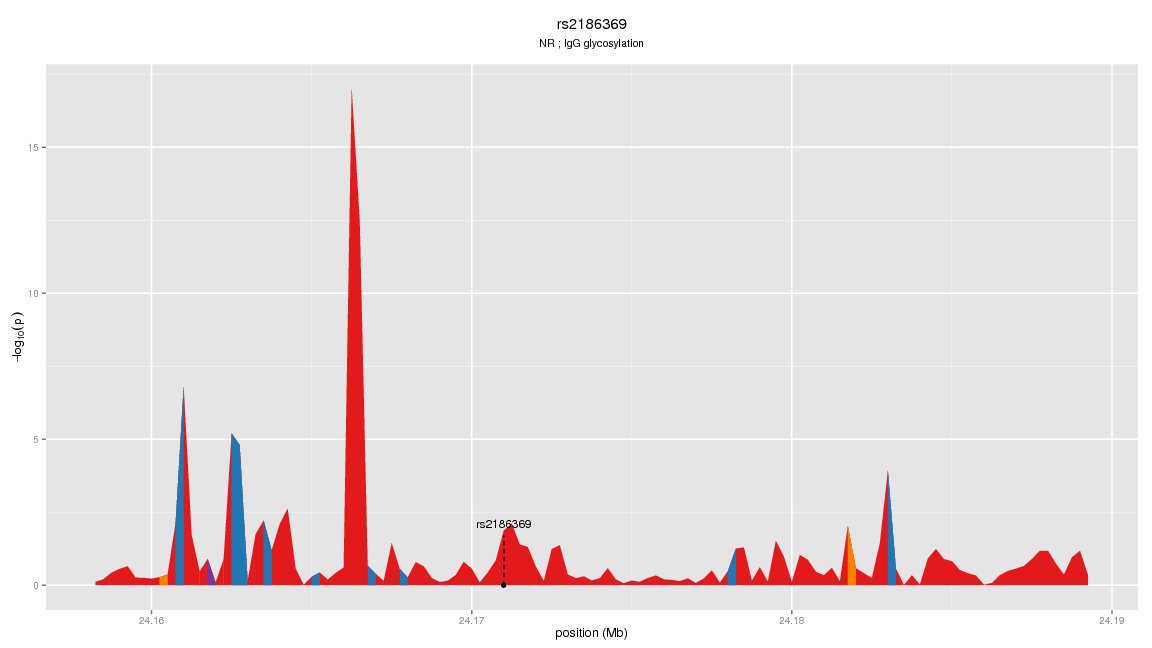 rs2186369
NR ; IgG glycosylation
15
10
5
0
−log10(p)
rs2186369
24.16
24.17
24.18
24.19
position (Mb)